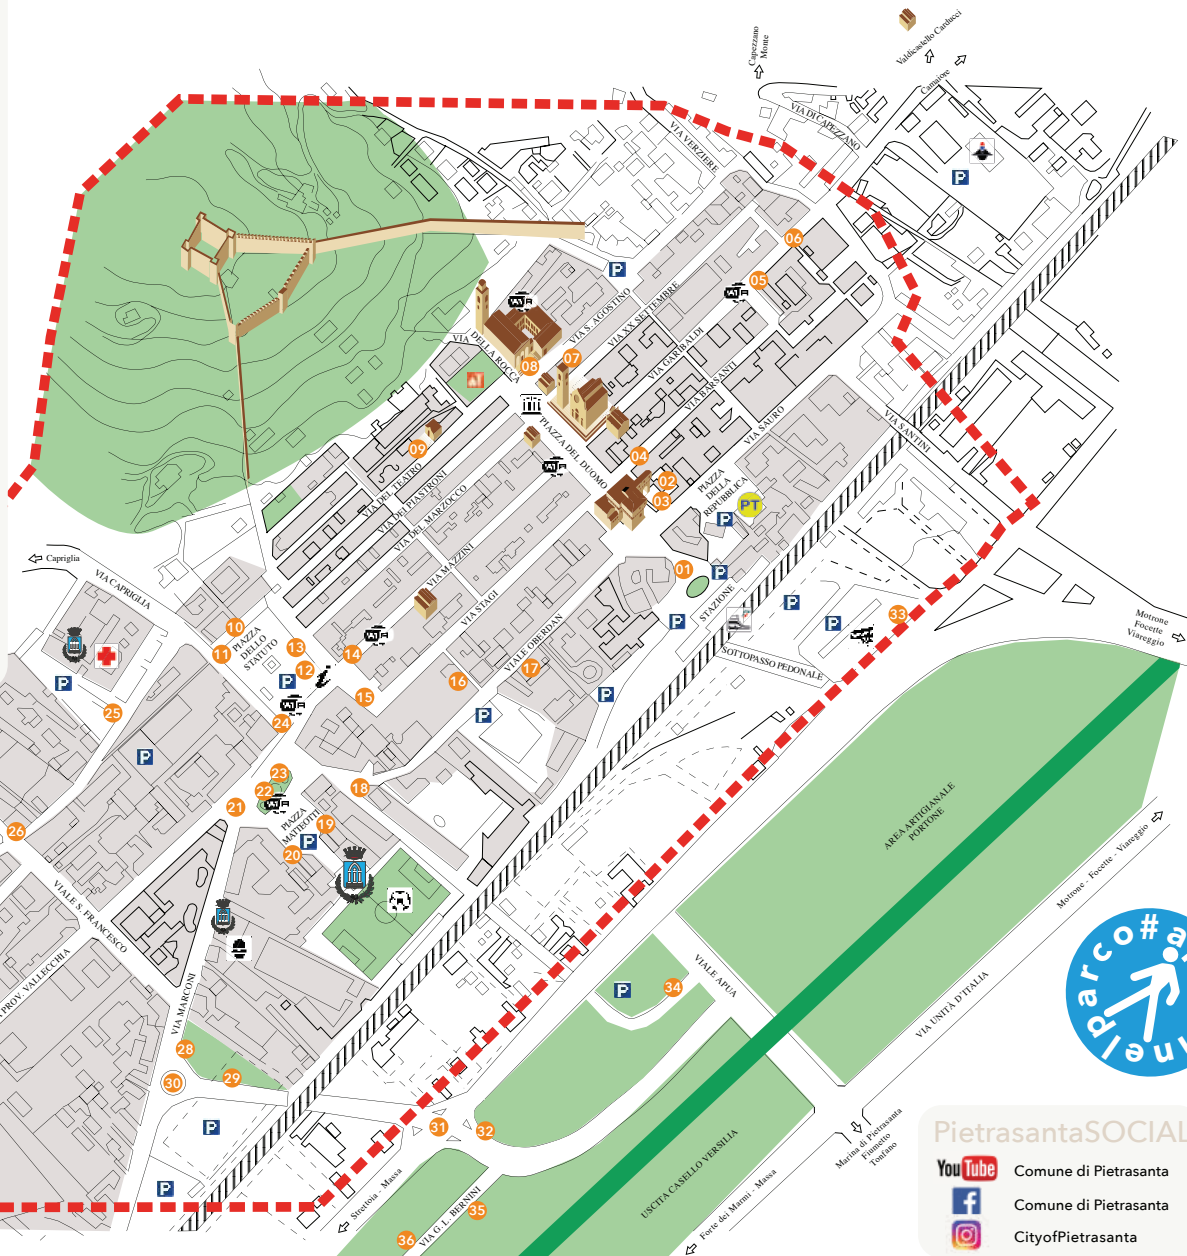 Capezzano
Monte
Valdicastello Carducci
Camaiore
VIA DI CAPEZZANO
VIA VERZIERE
P
06
P
05
VIA S. AGOSTINO
VIA XX SETTEMBRE
VIA GARIBALDI
VIA BARSANTI
VIA SAURO
VIA SANTINI
VIA DELLA ROCCA
07
08
PIAZZA DEL DUOMO
09
04
02
03
PIAZZA
DELLA
REPUBBLICA
PT
P
VIA DEL TEATRO
VIA DEI PIASTRONI
VIA DEL MARZOCCO
VIA MAZZINI
VIA STAGI
VIALE OBERDAN
01
P
STAZIONE
P
P
P
33
SOTTOPASSO PEDONALE
Motrone
Focette
Viareggio
Capriglia
VIA CAPRIGLIA
10
11
PIAZZA
DELLO
STATUTO
13
12
14
15
16
17
P
P
P
P
24
25
P
23
22
21
18
PIAZZA
MATTEOTTI
19
P
20
26
VIALE S. FRANCESCO
PROV. VALLECCHIA
VIA MARCONI
28
29
30
P
P
31
32
34
P
VIALE APUA
AREA ARTIGIANALE
PORTONE
Motrone - Focette - Viareggio
VIA UNITÀ D'ITALIA
Marina di Pietrasanta
Fiumetto
Tonfano
USCITA CASELLO VERSILIA
Forte dei Marmi - Massa
Strettoia - Massa
VIA G. L. BERNINI
35
36
inelparco#a
PietrasantaSOCIAL
YouTube Comune di Pietrasanta
f Comune di Pietrasanta
CityofPietrasanta